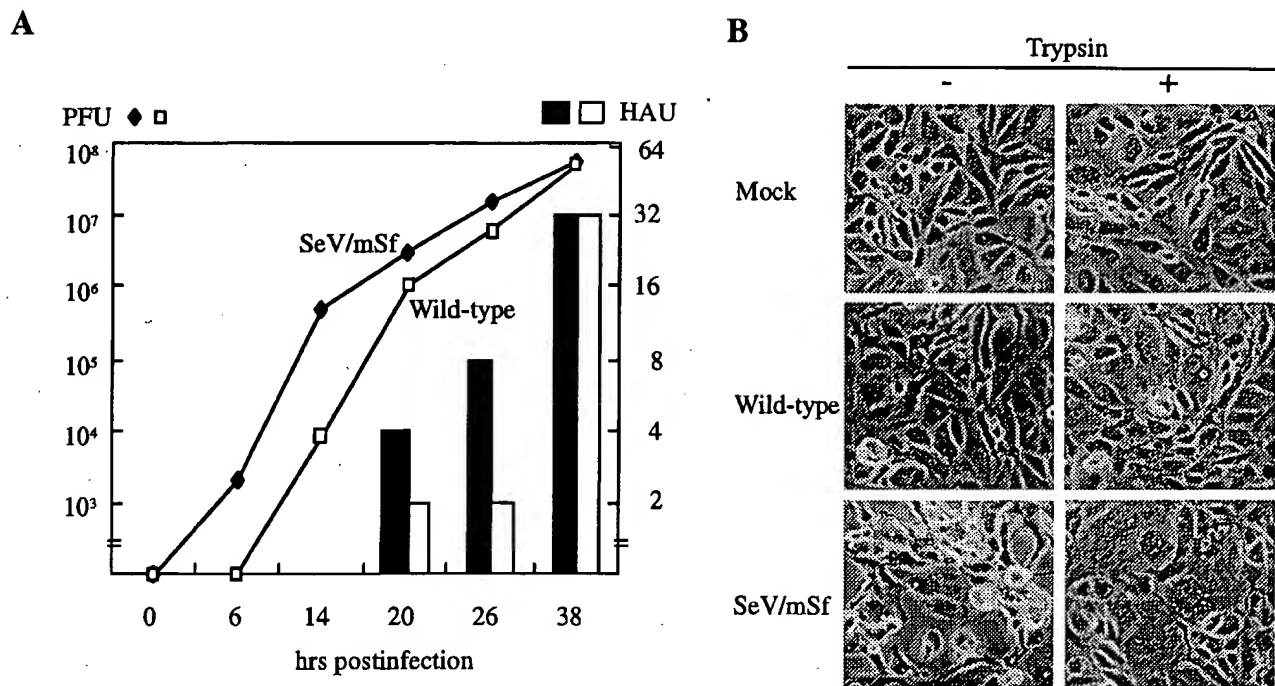 A
PFU HAU
10⁸
10⁷
10⁶
10⁵
10⁴
10³
64
32
16
8
4
2
SeV/mSf
Wild-type
0 6 14 20 26 38
hrs postinfection
B
Trypsin
- +
Mock
Wild-type
SeV/mSf